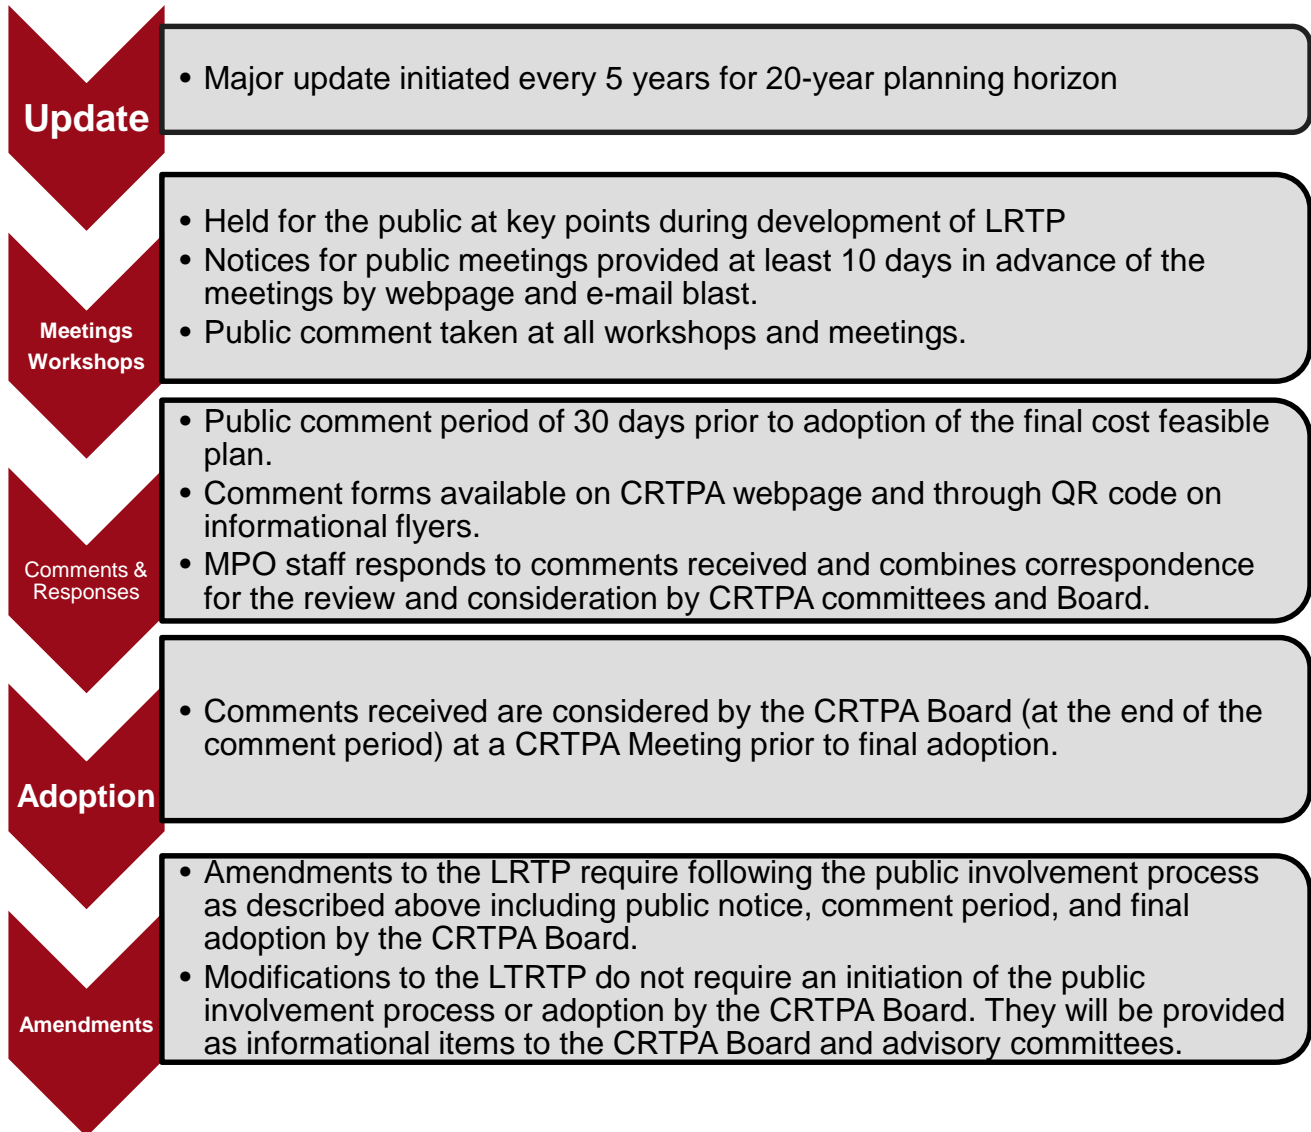 Update
• Major update initiated every 5 years for 20-year planning horizon
Meetings
Workshops
• Held for the public at key points during development of LRTP
• Notices for public meetings provided at least 10 days in advance of the
meetings by webpage and e-mail blast.
• Public comment taken at all workshops and meetings.
Comments &
Responses
• Public comment period of 30 days prior to adoption of the final cost feasible
plan.
• Comment forms available on CRTPA webpage and through QR code on
informational flyers.
• MPO staff responds to comments received and combines correspondence
for the review and consideration by CRTPA committees and Board.
Adoption
• Comments received are considered by the CRTPA Board (at the end of the
comment period) at a CRTPA Meeting prior to final adoption.
Amendments
• Amendments to the LRTP require following the public involvement process
as described above including public notice, comment period, and final
adoption by the CRTPA Board.
• Modifications to the LTRTP do not require an initiation of the public
involvement process or adoption by the CRTPA Board. They will be provided
as informational items to the CRTPA Board and advisory committees.